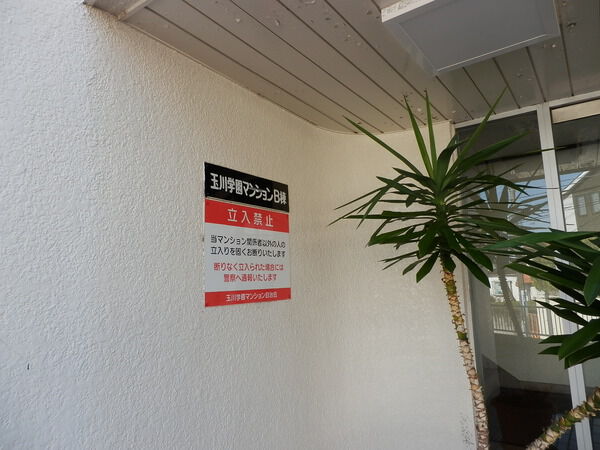 玉川学園マンションB棟
立入禁止
当マンション関係者以外の人の
立入りを固くお断りいたします
断りなく立入られた場合には
警察へ通報いたします
玉川学園マンションB自治会